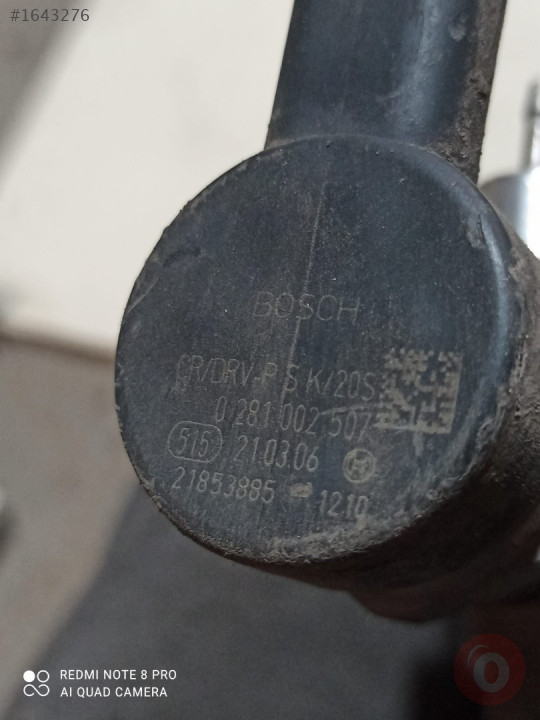 #1643276
BOSCH
CR/DRV-P S K/20S
0 281 002 507
515 21.03.06
21853885 1210
REDMI NOTE 8 PRO
AI QUAD CAMERA